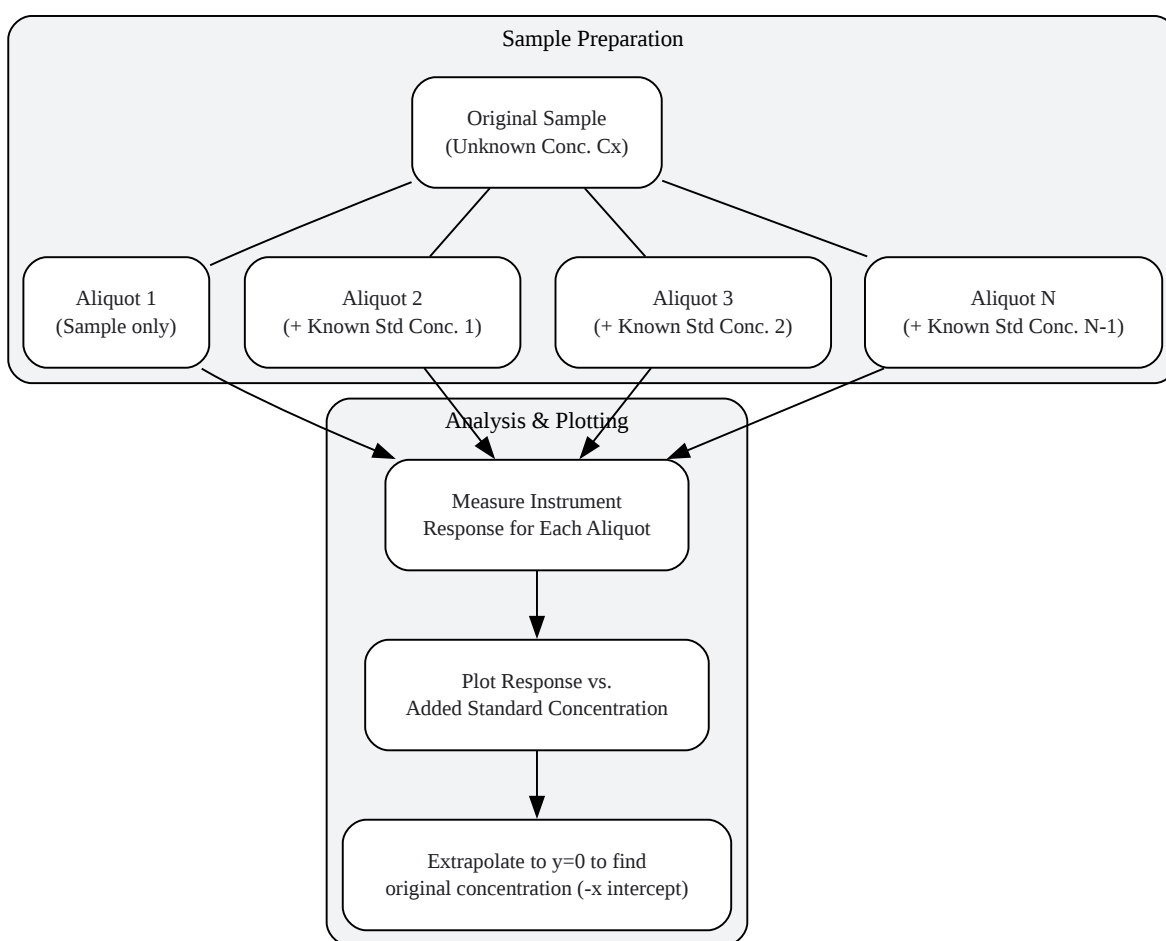 Sample Preparation
Original Sample
(Unknown Conc. Cx)
Aliquot 1
(Sample only)
Aliquot 2
(+ Known Std Conc. 1)
Aliquot 3
(+ Known Std Conc. 2)
Aliquot N
(+ Known Std Conc. N-1)
Analysis & Plotting
Measure Instrument
Response for Each Aliquot
Plot Response vs.
Added Standard Concentration
Extrapolate to y=0 to find
original concentration (-x intercept)